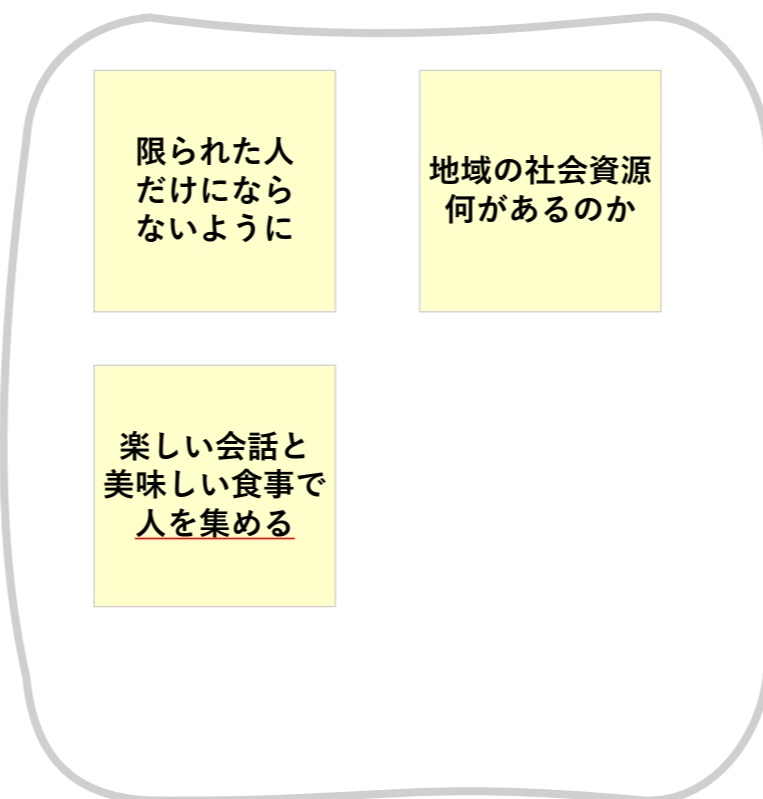 限られた人
だけになら
ないように
地域の社会資源
何があるのか
楽しい会話と
美味しい食事で
人を集める